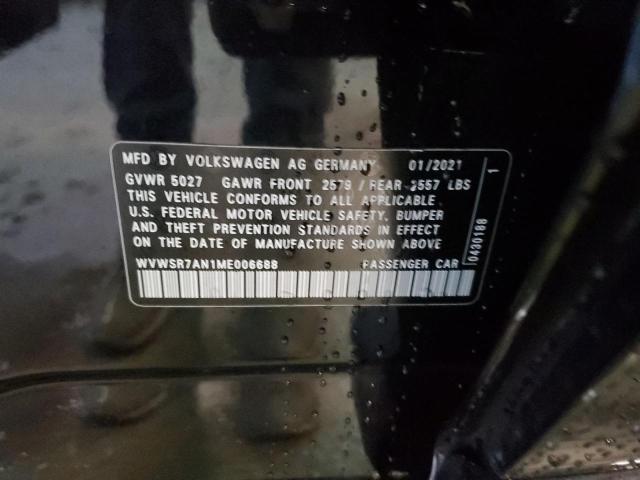 MFD BY VOLKSWAGEN AG GERMANY 01/2021
GVWR 5027 GAWR FRONT 2579 / REAR 2557 LBS
THIS VEHICLE CONFORMS TO ALL APPLICABLE
U.S. FEDERAL MOTOR VEHICLE SAFETY, BUMPER
AND THEFT PREVENTION STANDARDS IN EFFECT
ON THE DATE OF MANUFACTURE SHOWN ABOVE
WVWSR7AN1ME006688 PASSENGER CAR
0430188 1